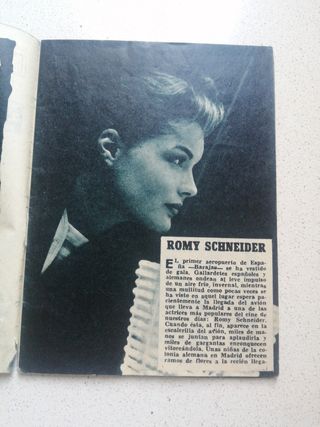 ROMY SCHNEIDER
EL primer aeropuerto de Espa-
ña —Barajas— se ha vestido
de gala. Gallardetes españoles y
alemanes ondean al leve impulso
de un aire frío, invernal, mientras
una multitud como pocas veces se
ha visto en aquel lugar espera pa-
cientemente la llegada del avión
que lleva a Madrid a una de las
actrices más populares del cine de
nuestros días: Romy Schneider.
Cuando ésta, al fin, aparece en la
escalerilla del avión, miles de ma-
nos se juntan para aplaudirla y
miles de gargantas enronquecen
vitoreándola. Unas niñas de la co-
lonia alemana en Madrid ofrecen
ramos de flores a la recién llega-